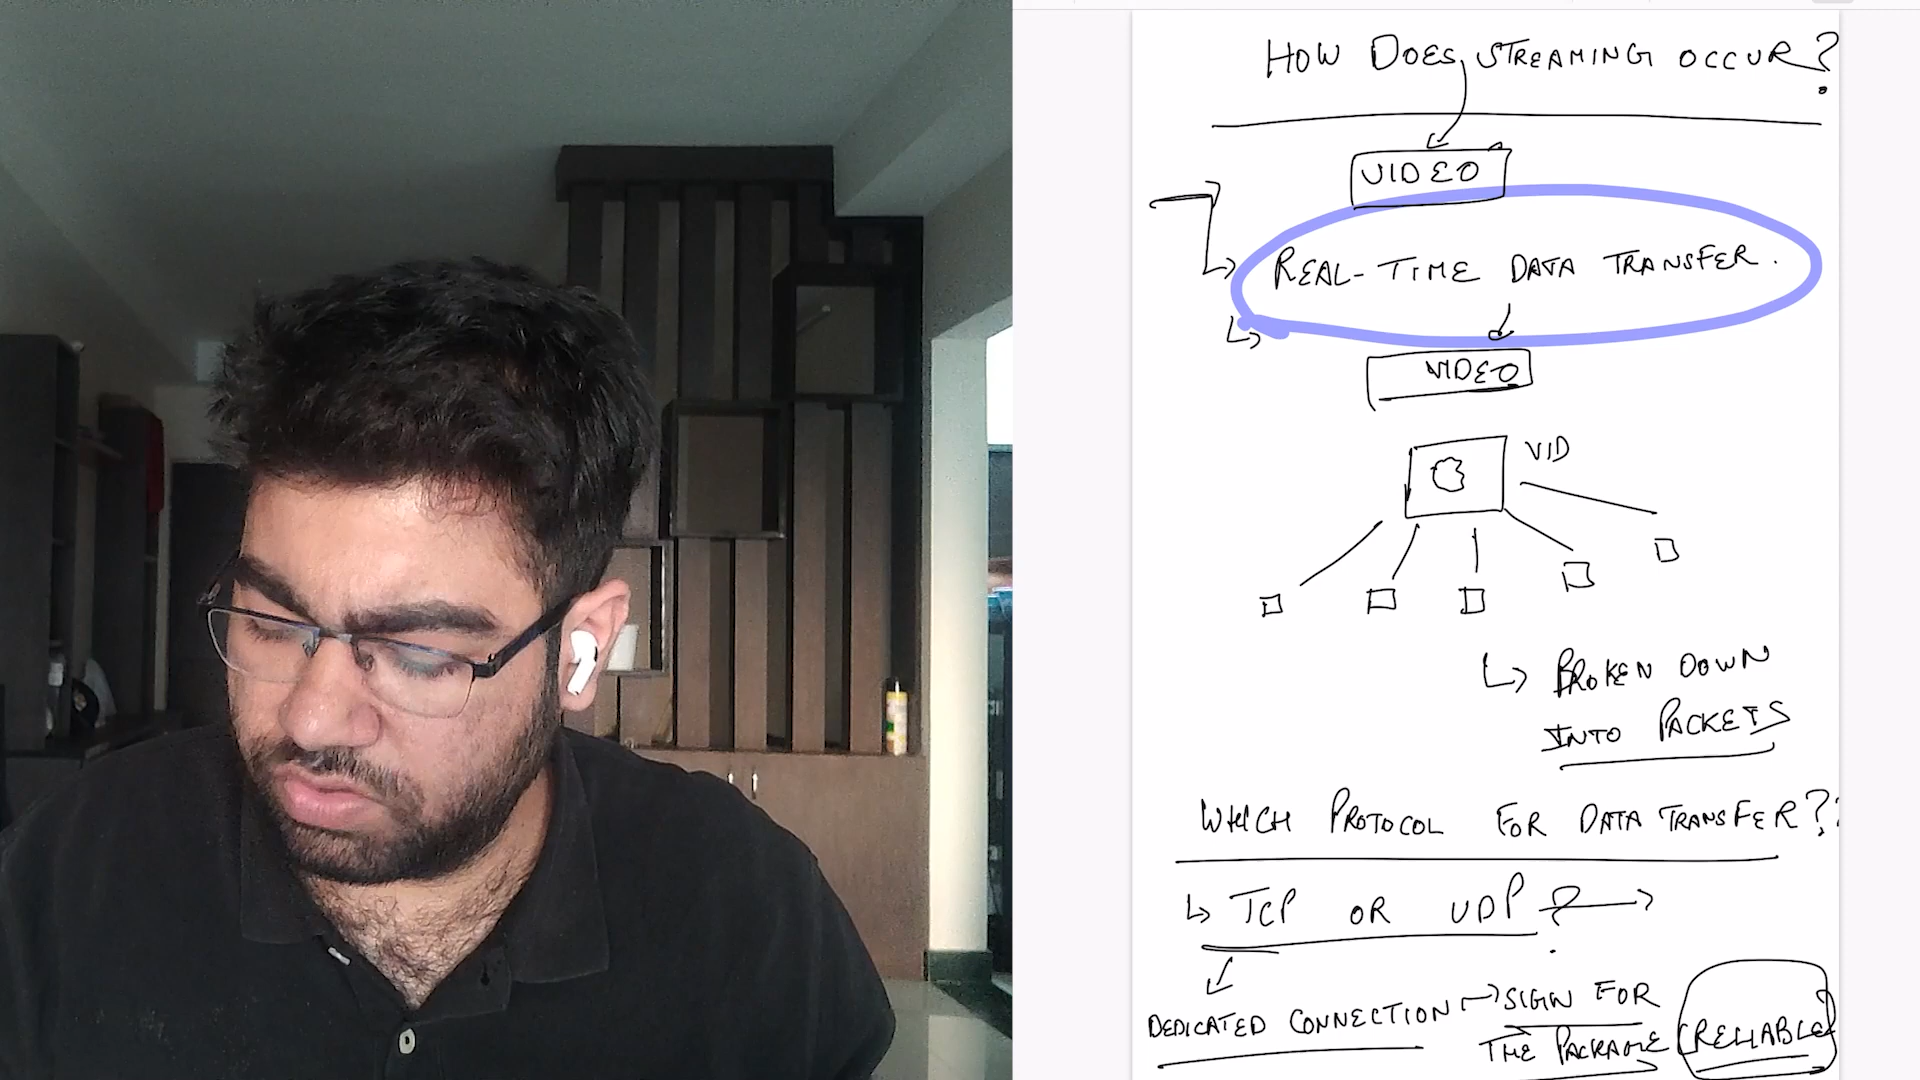 HOW DOES STREAMING OCCUR?
VIDEO
REAL-TIME DATA TRANSFER.
VIDEO
VID
BROKEN DOWN
INTO PACKETS
WHICH PROTOCOL FOR DATA TRANSFER??
TCP OR UDP ?
DEDICATED CONNECTION → SIGN FOR
THE PACKAGE
RELIABLE